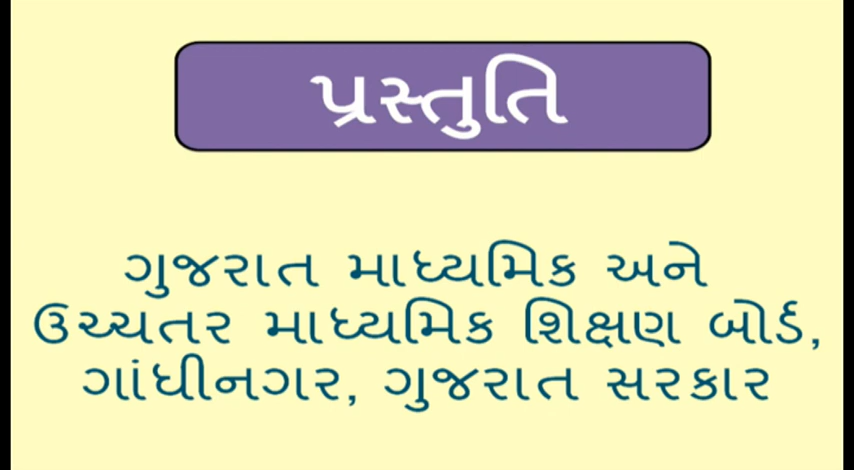 પ્રસ્તુતિ
ગુજરાત માધ્યમિક અને
ઉચ્ચતર માધ્યમિક શિક્ષણ બોર્ડ,
ગાંધીનગર, ગુજરાત સરકાર